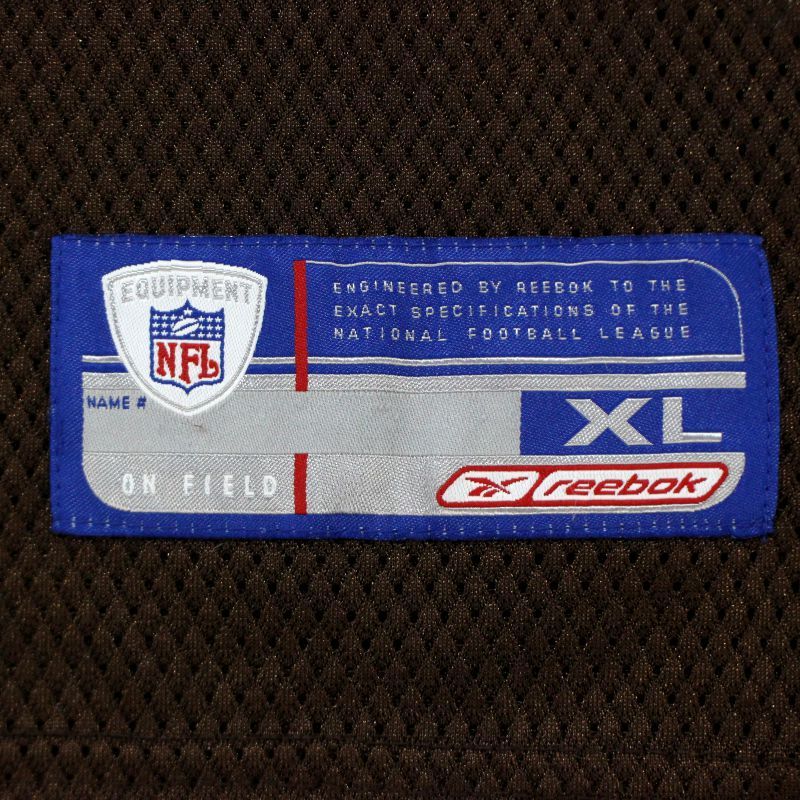 EQUIPMENT
NFL
ENGINEERED BY REEBOK TO THE
EXACT SPECIFICATIONS OF THE
NATIONAL FOOTBALL LEAGUE
NAME #
XL
ON FIELD
reebok